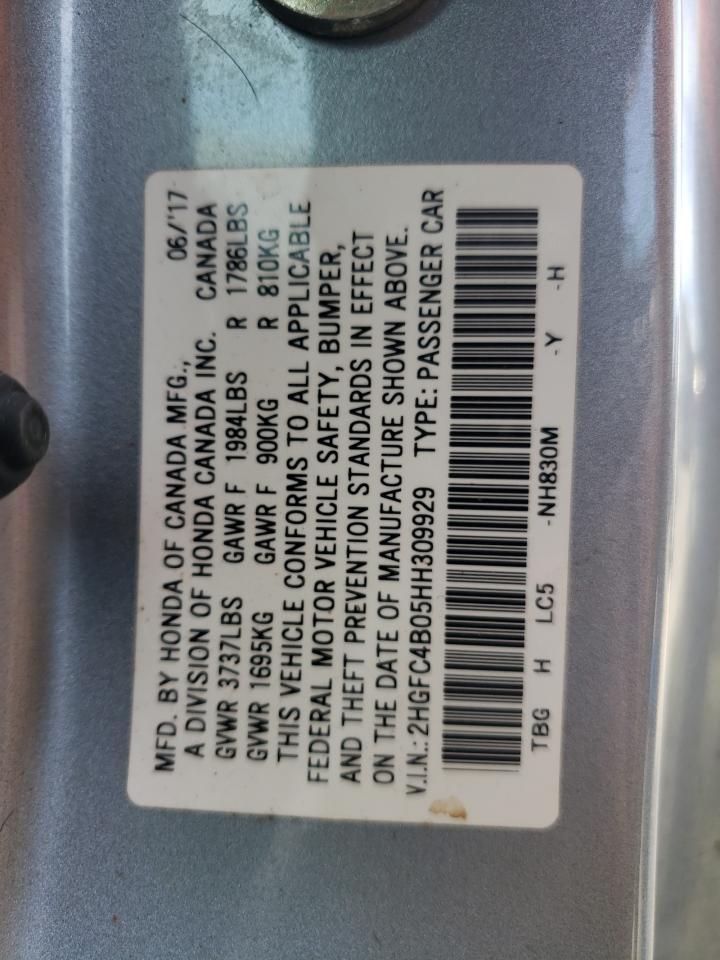 MFD. BY HONDA OF CANADA MFG., 06/'17
A DIVISION OF HONDA CANADA INC. CANADA
GVWR 3737LBS GAWR F 1984LBS R 1786LBS
GVWR 1695KG GAWR F 900KG R 810KG
THIS VEHICLE CONFORMS TO ALL APPLICABLE
FEDERAL MOTOR VEHICLE SAFETY, BUMPER,
AND THEFT PREVENTION STANDARDS IN EFFECT
ON THE DATE OF MANUFACTURE SHOWN ABOVE.
V.I.N.: 2HGFC4B05HH309929 TYPE: PASSENGER CAR
TBG H LC5 -NH830M -Y -H